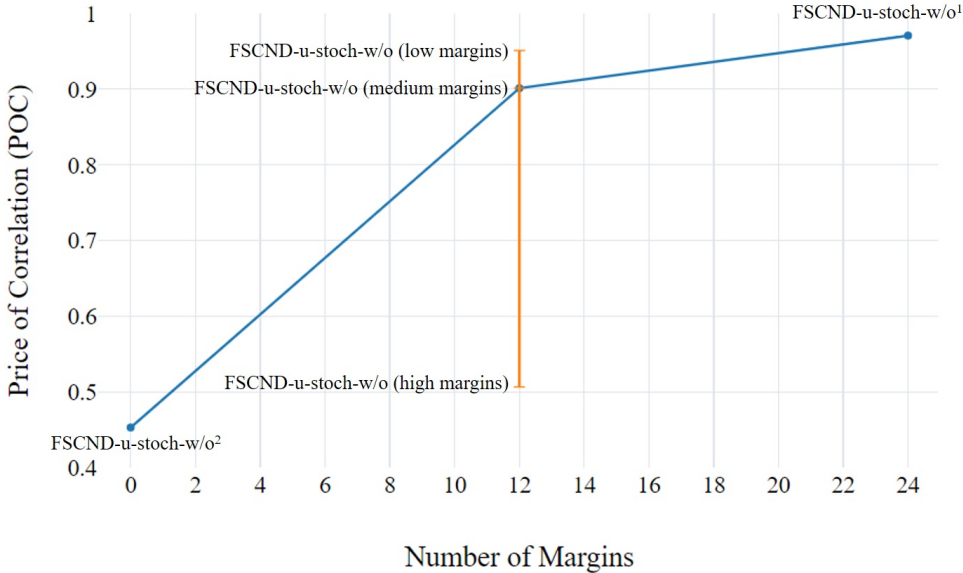 1
FSCND-u-stoch-w/o¹
FSCND-u-stoch-w/o (low margins)
FSCND-u-stoch-w/o (medium margins)
0.9
0.8
0.7
0.6
0.5
0.4
Price of Correlation (POC)
FSCND-u-stoch-w/o (high margins)
FSCND-u-stoch-w/o²
0 2 4 6 8 10 12 14 16 18 20 22 24
Number of Margins